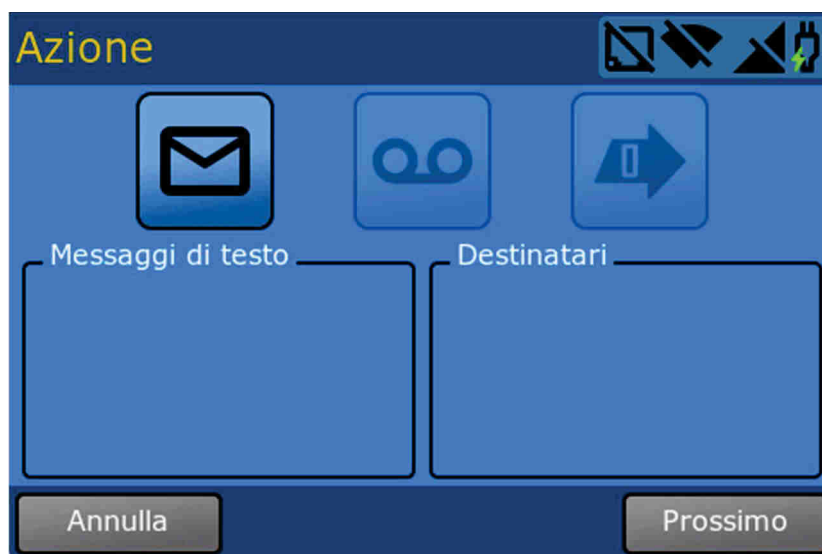 Azione
Messaggi di testo
Destinatari
Annulla
Prossimo